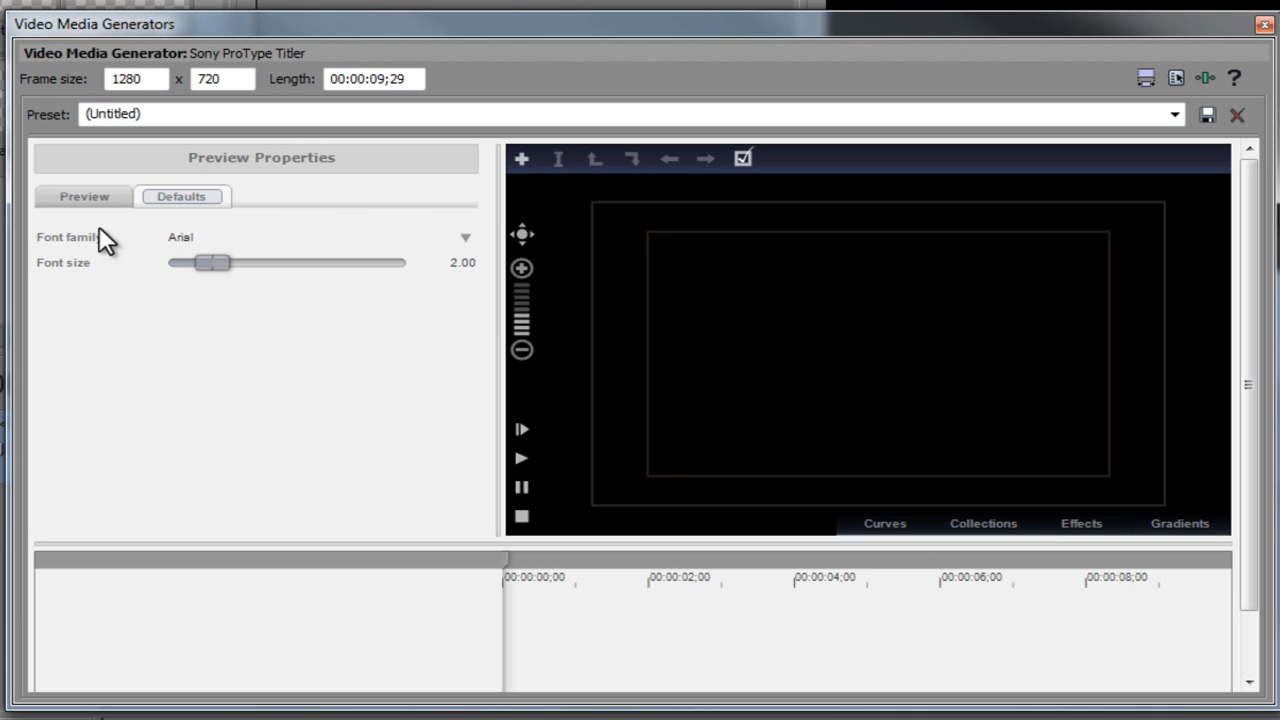 Video Media Generators
Video Media Generator: Sony ProType Titler
Frame size: 1280 x 720 Length: 00:00:09;29
Preset: (Untitled)
Preview Properties
Preview Defaults
Font family Arial
Font size 2.00
Curves Collections Effects Gradients
00:00:00;00 00:00:02;00 00:00:04;00 00:00:06;00 00:00:08;00